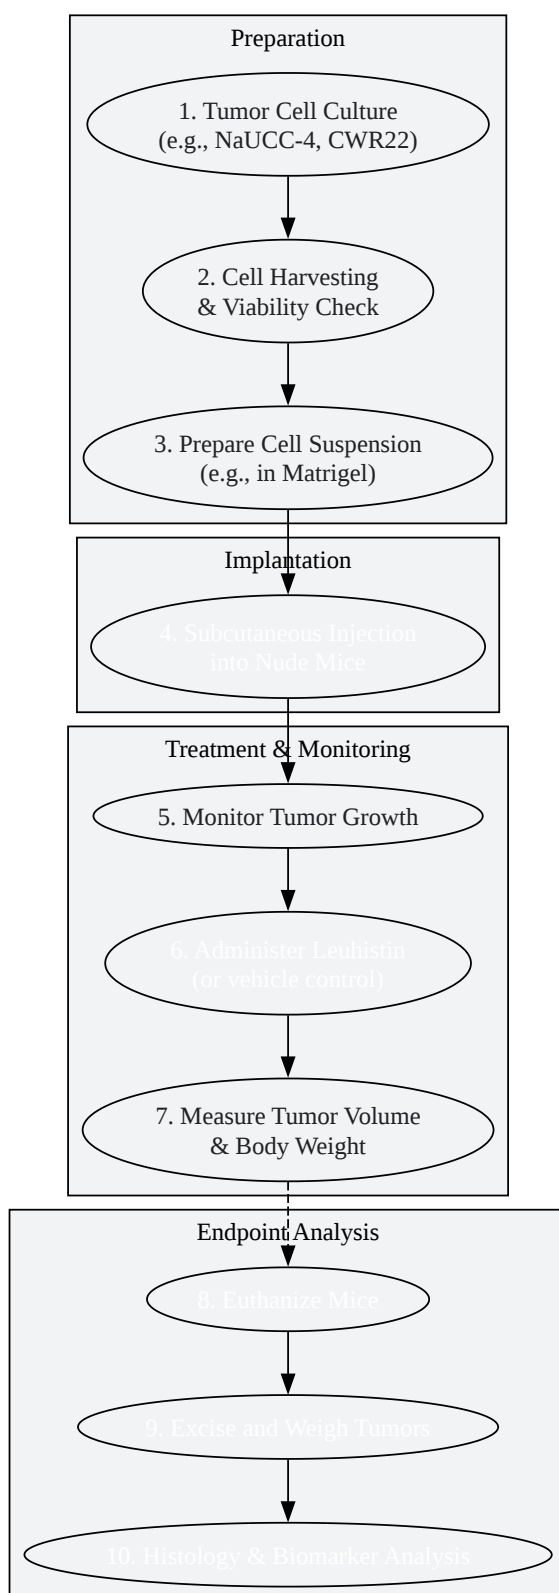 Preparation
1. Tumor Cell Culture
(e.g., NaUCC-4, CWR22)
2. Cell Harvesting
& Viability Check
3. Prepare Cell Suspension
(e.g., in Matrigel)
Implantation
4. Subcutaneous Injection
into Nude Mice
Treatment & Monitoring
5. Monitor Tumor Growth
6. Administer Leuhistin
(or vehicle control)
7. Measure Tumor Volume
& Body Weight
Endpoint Analysis
8. Euthanize Mice
9. Excise and Weigh Tumors
10. Histology & Biomarker Analysis